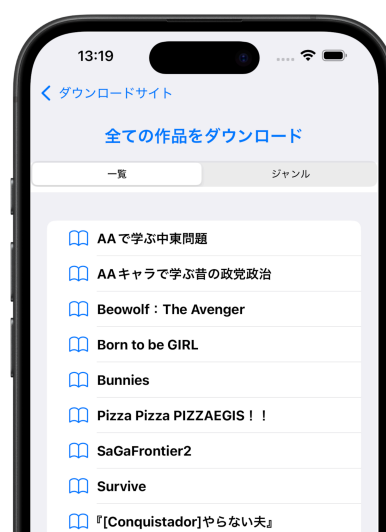 13:19
ダウンロードサイト
全ての作品をダウンロード
一覧
ジャンル
AAで学ぶ中東問題
AAキャラで学ぶ昔の政党政治
Beowolf：The Avenger
Born to be GIRL
Bunnies
Pizza Pizza PIZZAEGIS！！
SaGaFrontier2
Survive
『[Conquistador]やらない夫』